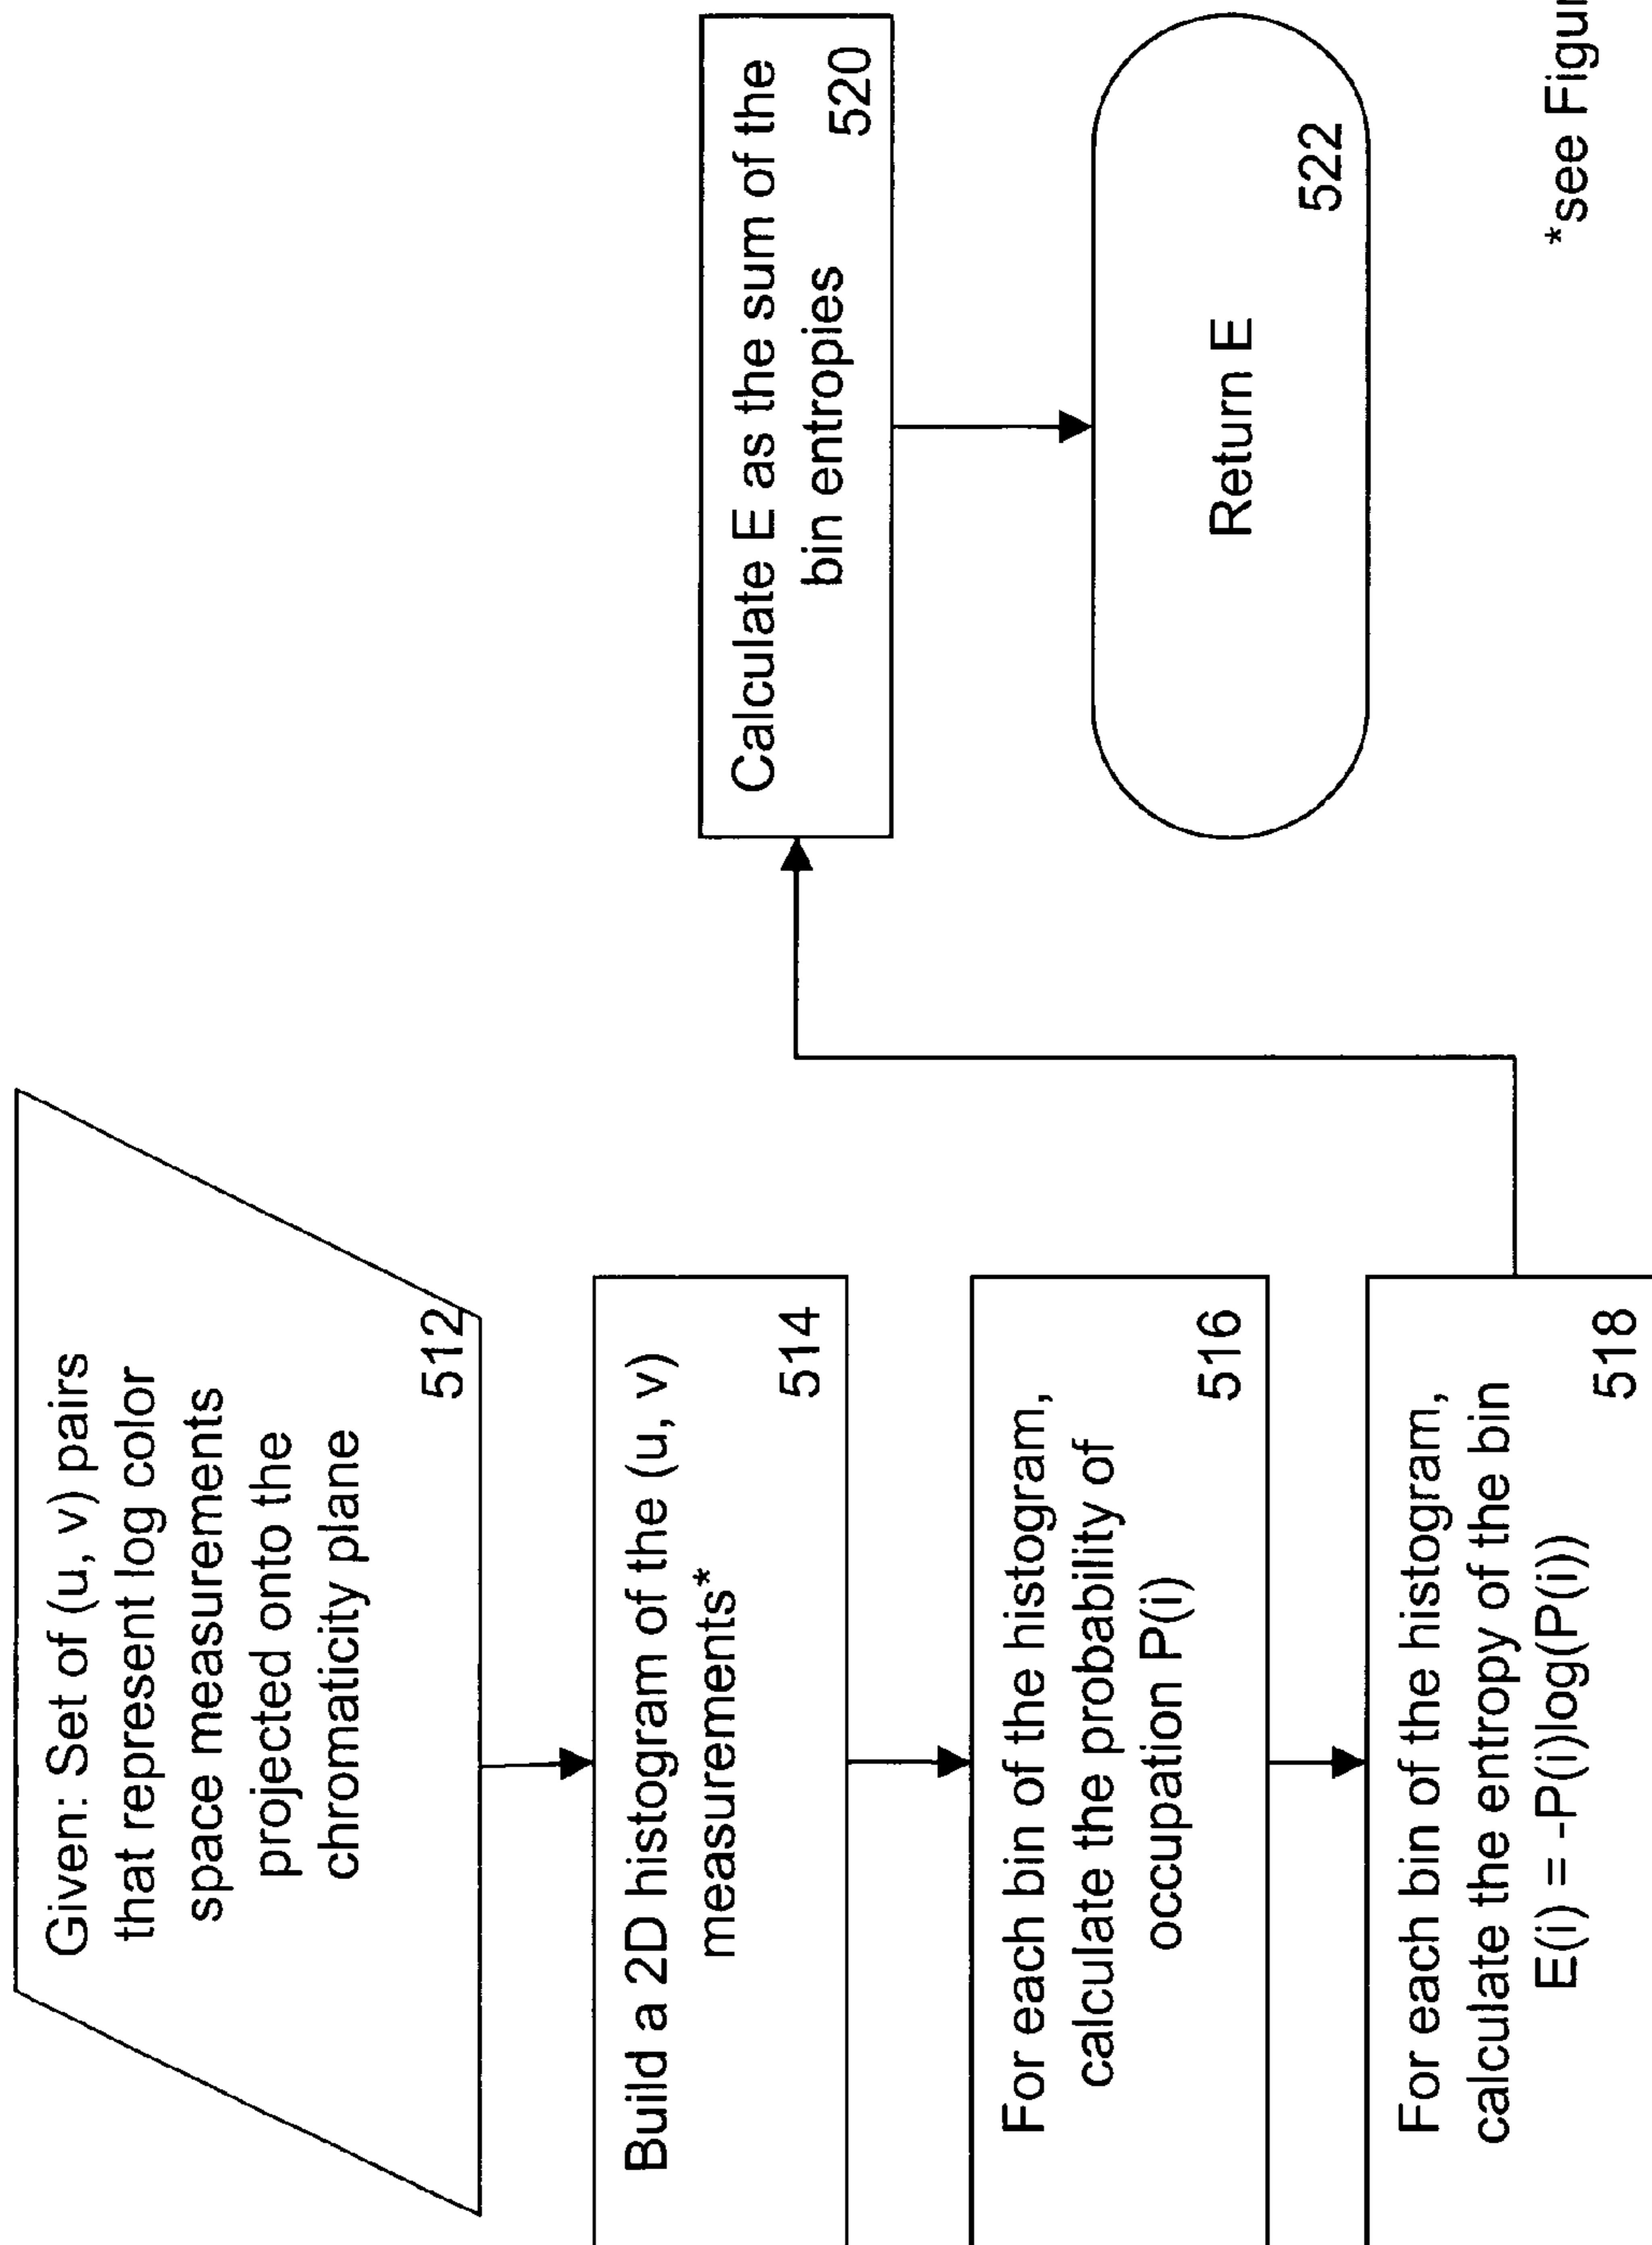 Given: Set of (u, v) pairs
that represent log color
space measurements
projected onto the
chromaticity plane
512
Build a 2D histogram of the (u, v)
measurements*
514
For each bin of the histogram,
calculate the probability of
occupation P(i)
516
For each bin of the histogram,
calculate the entropy of the bin
E(i) = -P(i)log(P(i))
518
Calculate E as the sum of the
bin entropies
520
Return E
522
*see